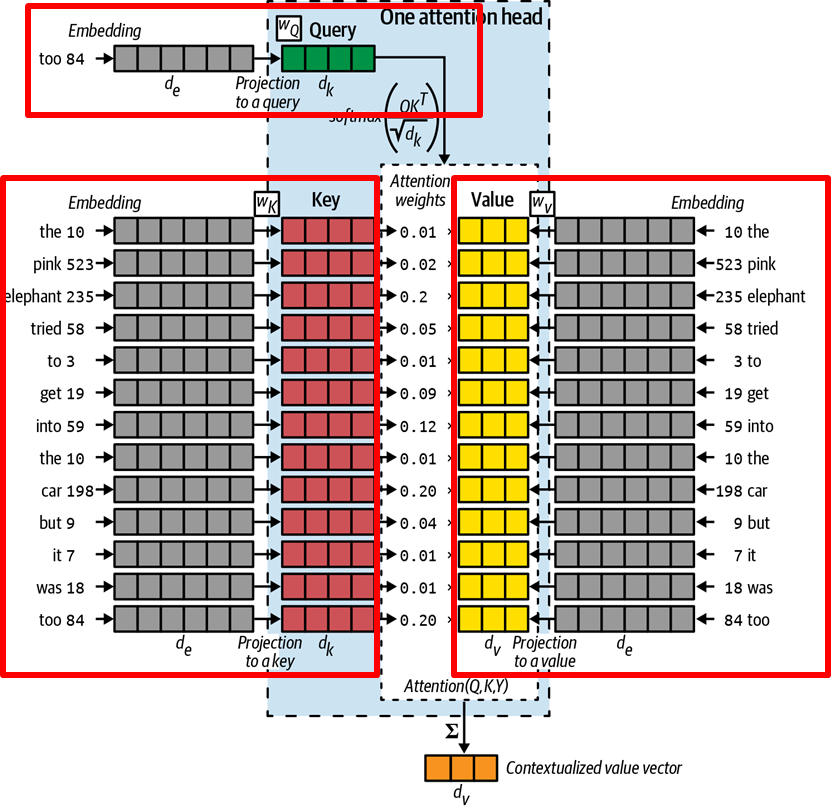 One attention head
Embedding
W_Q Query
too 84
d_e
Projection
to a query
d_k
softmax(QK^T/√d_k)
Embedding
W_K
Key
Attention
weights
Value
W_V
Embedding
the 10 0.01 10 the
pink 523 0.02 523 pink
elephant 235 0.2 235 elephant
tried 58 0.05 58 tried
to 3 0.01 3 to
get 19 0.09 19 get
into 59 0.12 59 into
the 10 0.01 10 the
car 198 0.20 198 car
but 9 0.04 9 but
it 7 0.01 7 it
was 18 0.01 18 was
too 84 0.20 84 too
d_e
Projection
to a key
d_k
d_v
Projection
to a value
d_e
Attention(Q,K,Y)
Σ
Contextualized value vector
d_v